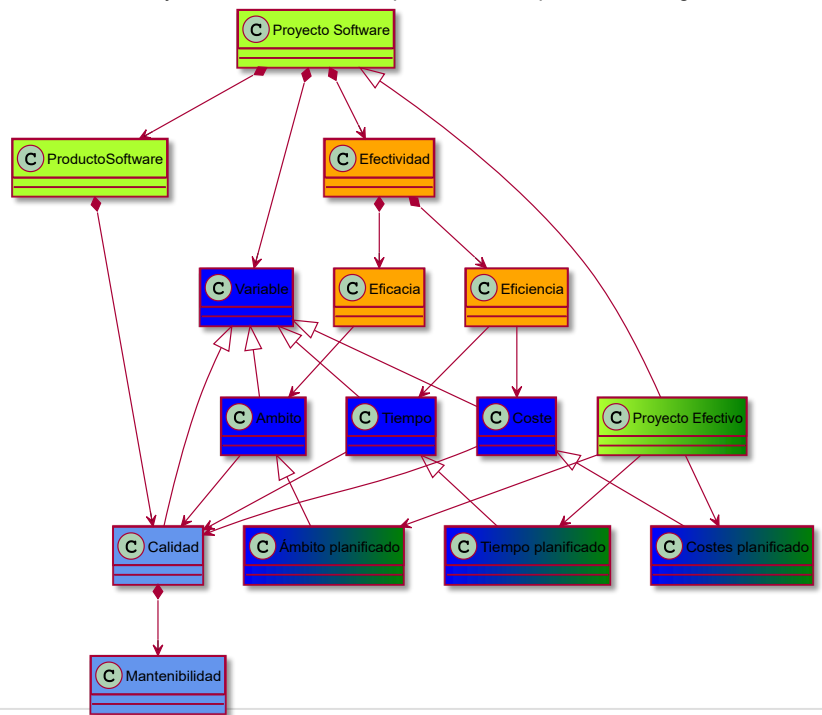 C Proyecto Software
C ProductoSoftware
C Efectividad
C Variable
C Eficacia
C Eficiencia
C Ambito
C Tiempo
C Coste
C Proyecto Efectivo
C Calidad
C Ámbito planificado
C Tiempo planificado
C Costes planificado
C Mantenibilidad